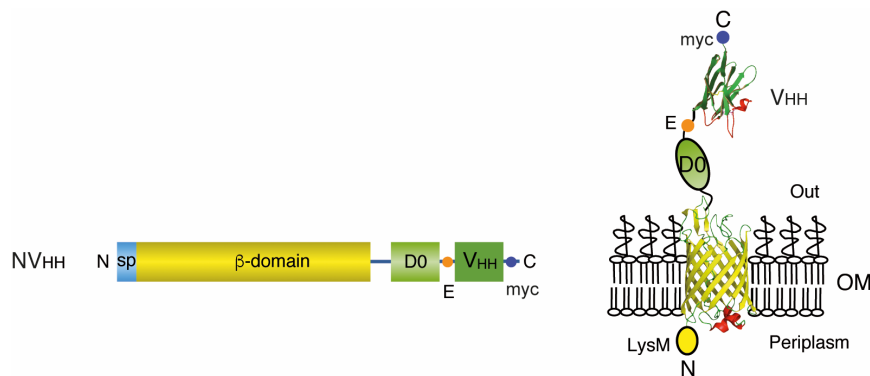 NVHH
N
sp
β-domain
D0
E
VHH
C
myc
C
myc
VHH
E
D0
Out
OM
LysM
Periplasm
N